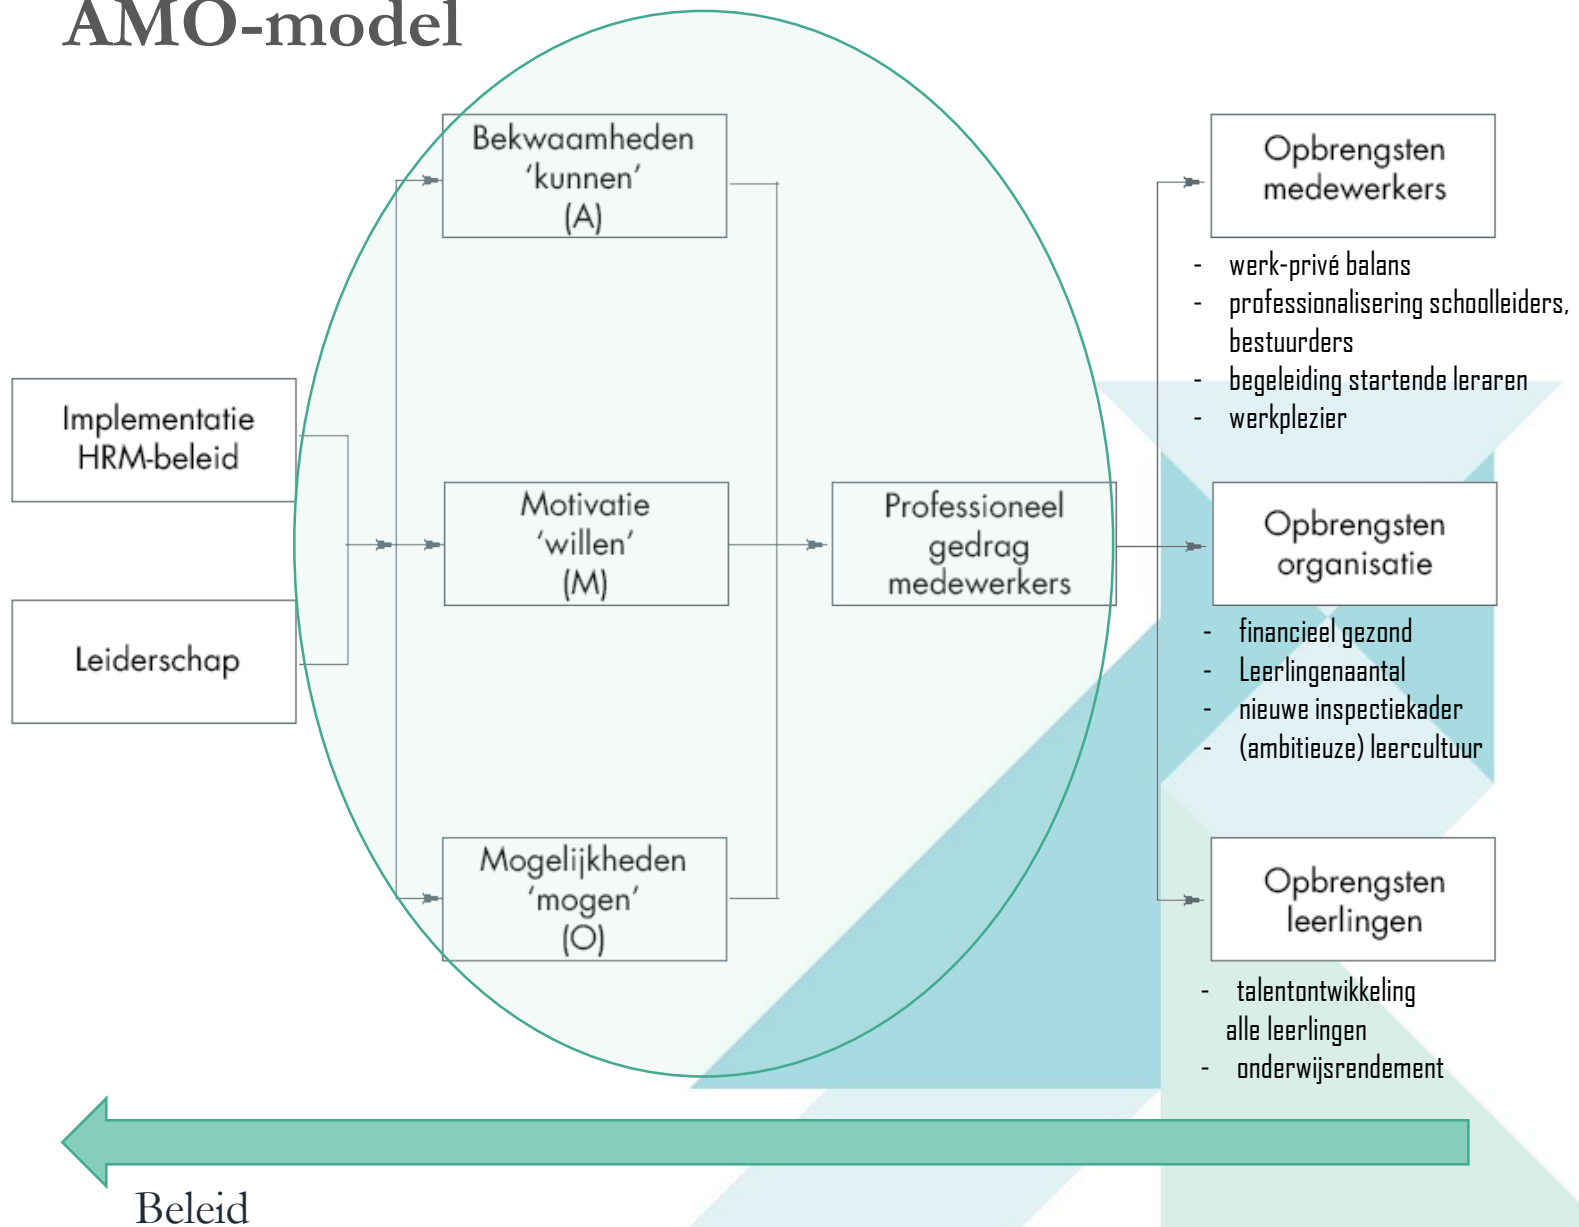 AMO-model
Implementatie
HRM-beleid
Leiderschap
Bekwaamheden
‘kunnen’
(A)
Motivatie
‘willen’
(M)
Mogelijkheden
‘mogen’
(O)
Professioneel
gedrag
medewerkers
Opbrengsten
medewerkers
- werk-privé balans
- professionalisering schoolleiders,
bestuurders
- begeleiding startende leraren
- werkplezier
Opbrengsten
organisatie
- financieel gezond
- Leerlingenaantal
- nieuwe inspectiekader
- (ambitieuze) leercultuur
Opbrengsten
leerlingen
- talentontwikkeling
alle leerlingen
- onderwijsrendement
Beleid